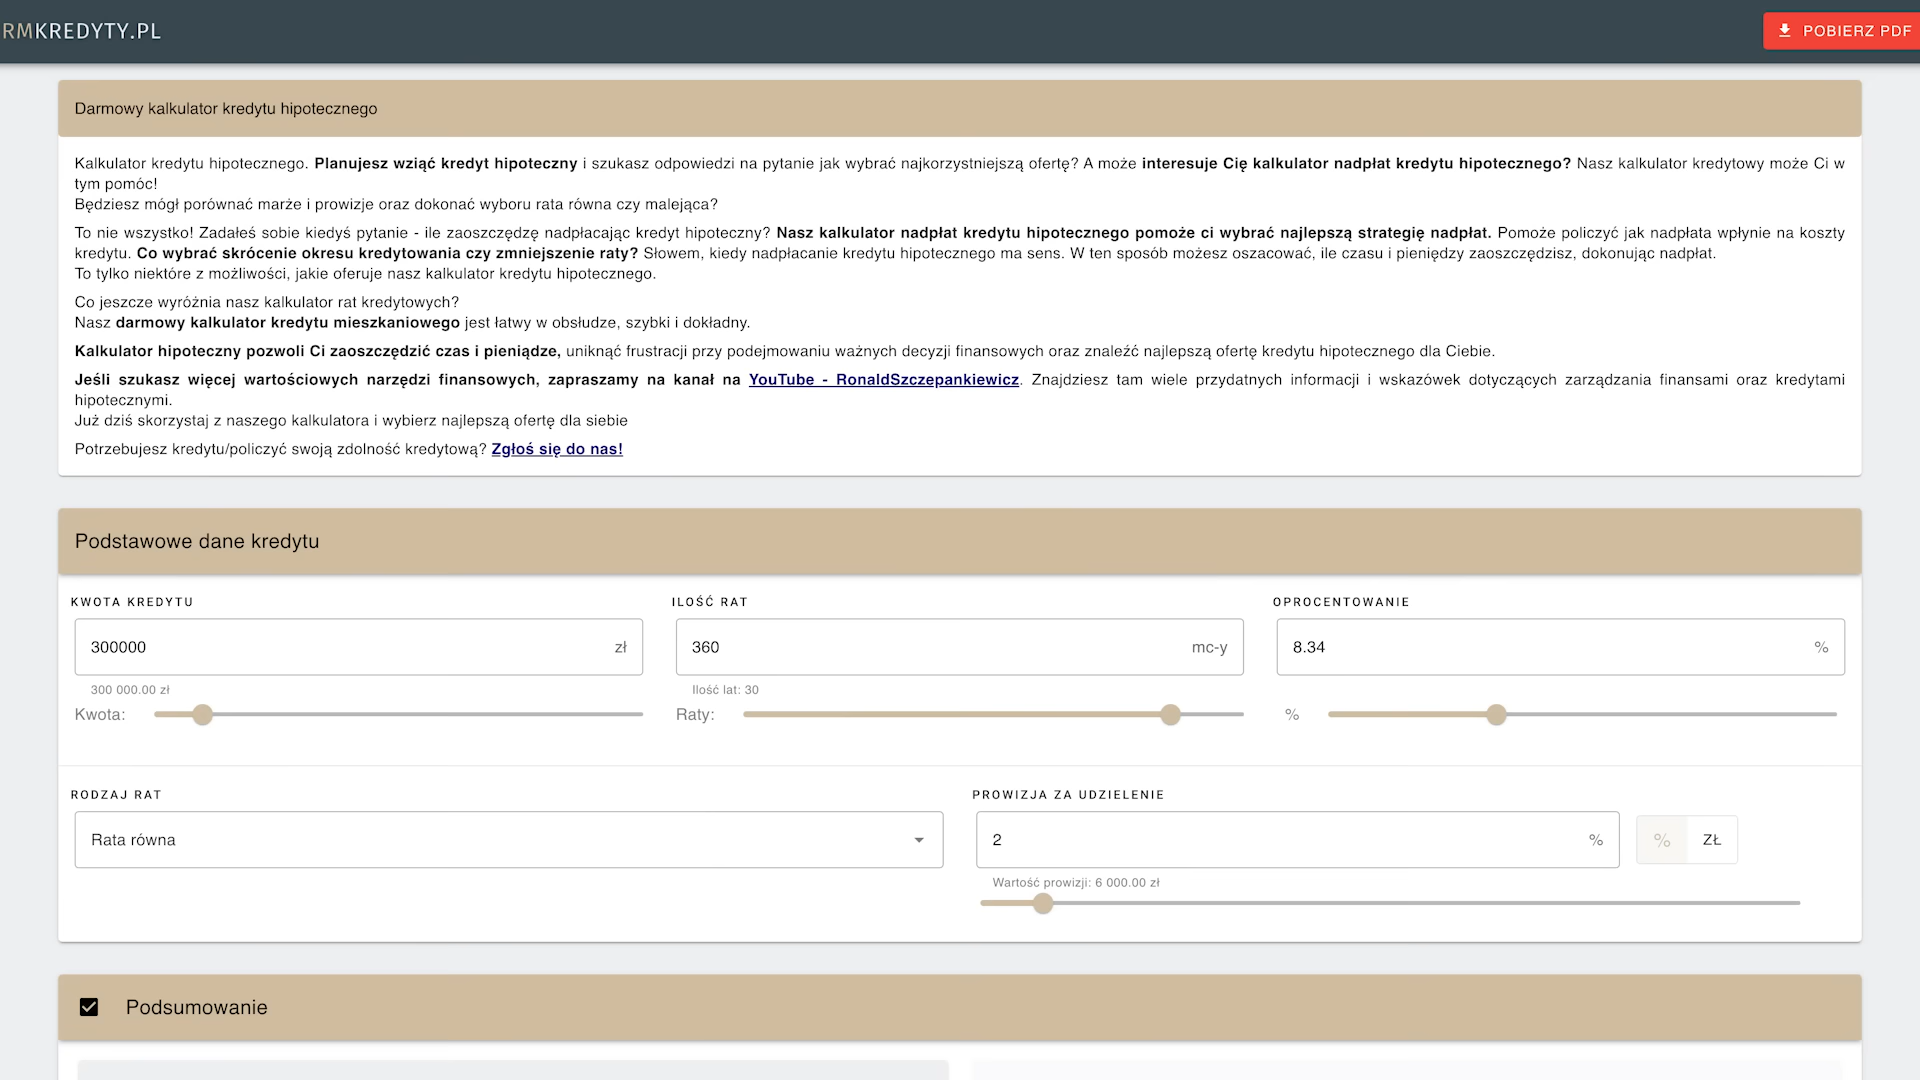 RMKREDYTY.PL
POBIERZ PDF
Darmowy kalkulator kredytu hipotecznego
Kalkulator kredytu hipotecznego. Planujesz wziąć kredyt hipoteczny i szukasz odpowiedzi na pytanie jak wybrać najkorzystniejszą ofertę? A może interesuje Cię kalkulator nadpłat kredytu hipotecznego? Nasz kalkulator kredytowy może Ci w
tym pomóc!
Będziesz mógł porównać marże i prowizje oraz dokonać wyboru rata równa czy malejąca?
To nie wszystko! Zadałeś sobie kiedyś pytanie - ile zaoszczędzę nadpłacając kredyt hipoteczny? Nasz kalkulator nadpłat kredytu hipotecznego pomoże ci wybrać najlepszą strategię nadpłat. Pomoże policzyć jak nadpłata wpłynie na koszty
kredytu. Co wybrać skrócenie okresu kredytowania czy zmniejszenie raty? Słowem, kiedy nadpłacanie kredytu hipotecznego ma sens. W ten sposób możesz oszacować, ile czasu i pieniędzy zaoszczędzisz, dokonując nadpłat.
To tylko niektóre z możliwości, jakie oferuje nasz kalkulator kredytu hipotecznego.
Co jeszcze wyróżnia nasz kalkulator rat kredytowych?
Nasz darmowy kalkulator kredytu mieszkaniowego jest łatwy w obsłudze, szybki i dokładny.
Kalkulator hipoteczny pozwoli Ci zaoszczędzić czas i pieniądze, uniknąć frustracji przy podejmowaniu ważnych decyzji finansowych oraz znaleźć najlepszą ofertę kredytu hipotecznego dla Ciebie.
Jeśli szukasz więcej wartościowych narzędzi finansowych, zapraszamy na kanał na YouTube - RonaldSzczepankiewicz. Znajdziesz tam wiele przydatnych informacji i wskazówek dotyczących zarządzania finansami oraz kredytami
hipotecznymi.
Już dziś skorzystaj z naszego kalkulatora i wybierz najlepszą ofertę dla siebie
Potrzebujesz kredytu/policzyć swoją zdolność kredytową? Zgłoś się do nas!
Podstawowe dane kredytu
KWOTA KREDYTU
300000 zł
300 000.00 zł
Kwota:
ILOŚĆ RAT
360 mc-y
Ilość lat: 30
Raty:
OPROCENTOWANIE
8.34 %
%
RODZAJ RAT
Rata równa
PROWIZJA ZA UDZIELENIE
2 %
% ZŁ
Wartość prowizji: 6 000.00 zł
Podsumowanie